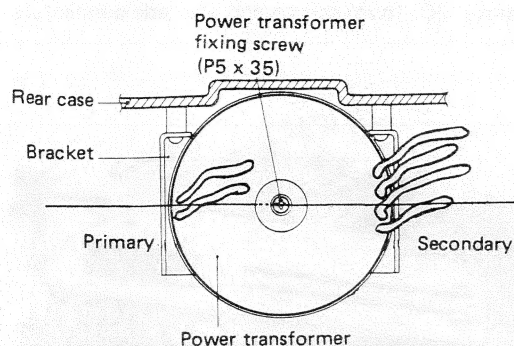 Power transformer
fixing screw
(P5 x 35)
Rear case
Bracket
Primary
Secondary
Power transformer